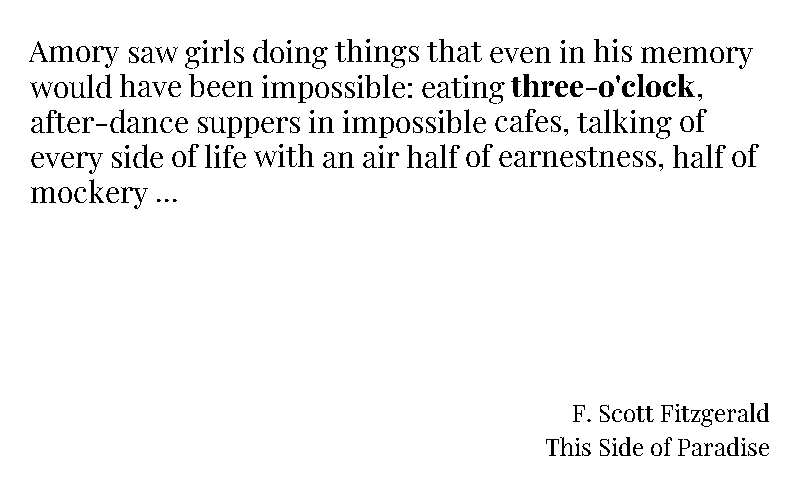 Amory saw girls doing things that even in his memory
would have been impossible: eating three-o'clock,
after-dance suppers in impossible cafes, talking of
every side of life with an air half of earnestness, half of
mockery ...
F. Scott Fitzgerald
This Side of Paradise